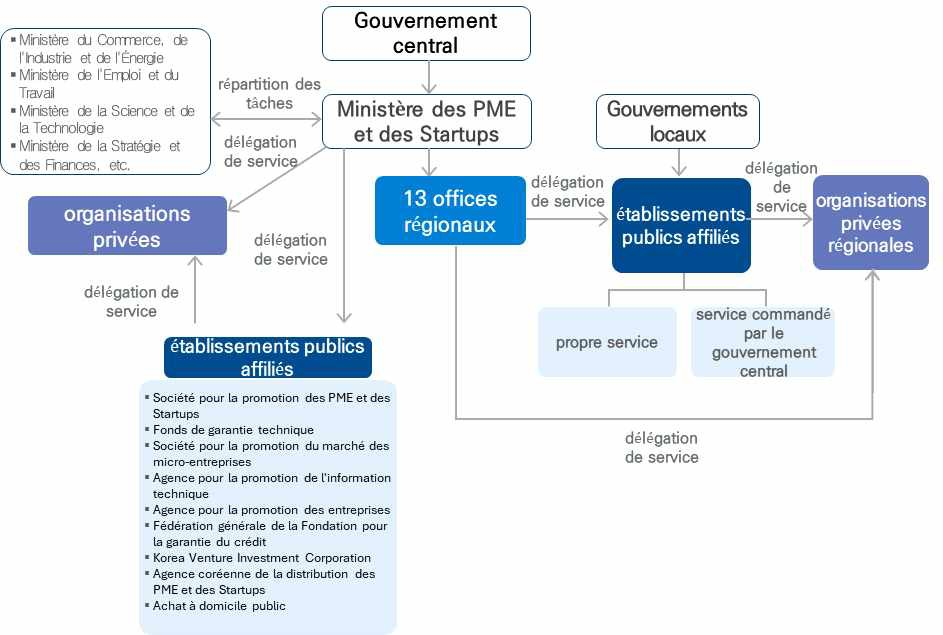 Gouvernement
central
▪ Ministère du Commerce, de
l'Industrie et de l'Énergie
▪ Ministère de l'Emploi et du
Travail
▪ Ministère de la Science et de
la Technologie
▪ Ministère de la Stratégie et
des Finances, etc.
répartition des
tâches
Ministère des PME
et des Startups
Gouvernements
locaux
délégation
de service
organisations
privées
13 offices
régionaux
délégation
de service
établissements
publics affiliés
délégation
de
service
organisations
privées
régionales
délégation
de service
délégation de
service
propre service
service commandé
par le
gouvernement
central
établissements publics
affiliés
▪ Société pour la promotion des PME et des
Startups
▪ Fonds de garantie technique
▪ Société pour la promotion du marché des
micro-entreprises
▪ Agence pour la promotion de l'information
technique
▪ Agence pour la promotion des entreprises
▪ Fédération générale de la Fondation pour
la garantie du crédit
▪ Korea Venture Investment Corporation
▪ Agence coréenne de la distribution des
PME et des Startups
▪ Achat à domicile public
délégation
de service